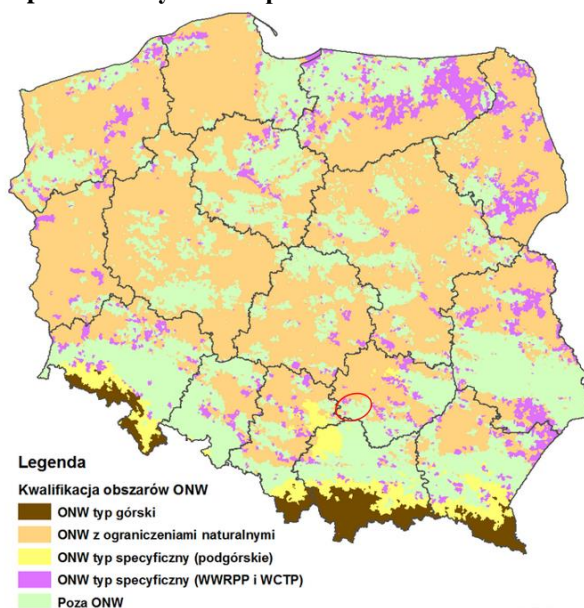 Legenda
Kwalifikacja obszarów ONW
ONW typ górski
ONW z ograniczeniami naturalnymi
ONW typ specyficzny (podgórskie)
ONW typ specyficzny (WWRPP i WCTP)
Poza ONW